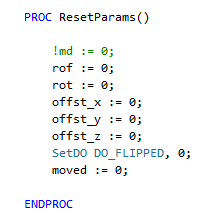 PROC ResetParams()
!md := 0;
rof := 0;
rot := 0;
offst_x := 0;
offst_y := 0;
offst_z := 0;
SetDO DO_FLIPPED, 0;
moved := 0;
ENDPROC